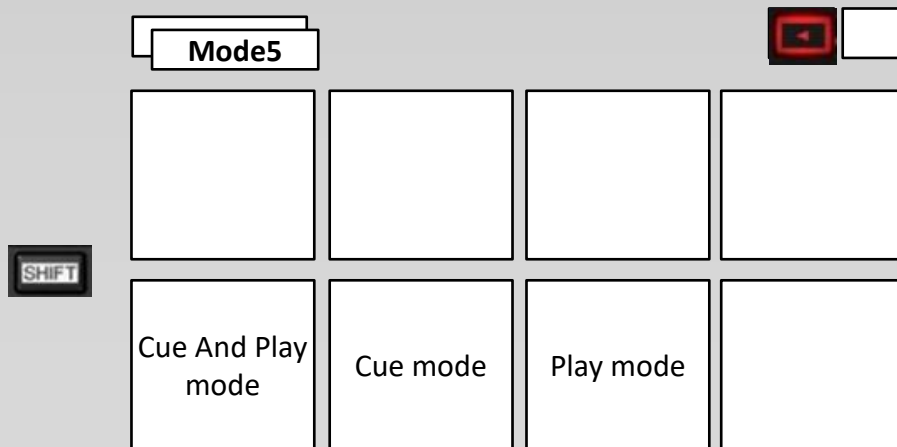 Mode5
SHIFT
Cue And Play
mode
Cue mode
Play mode